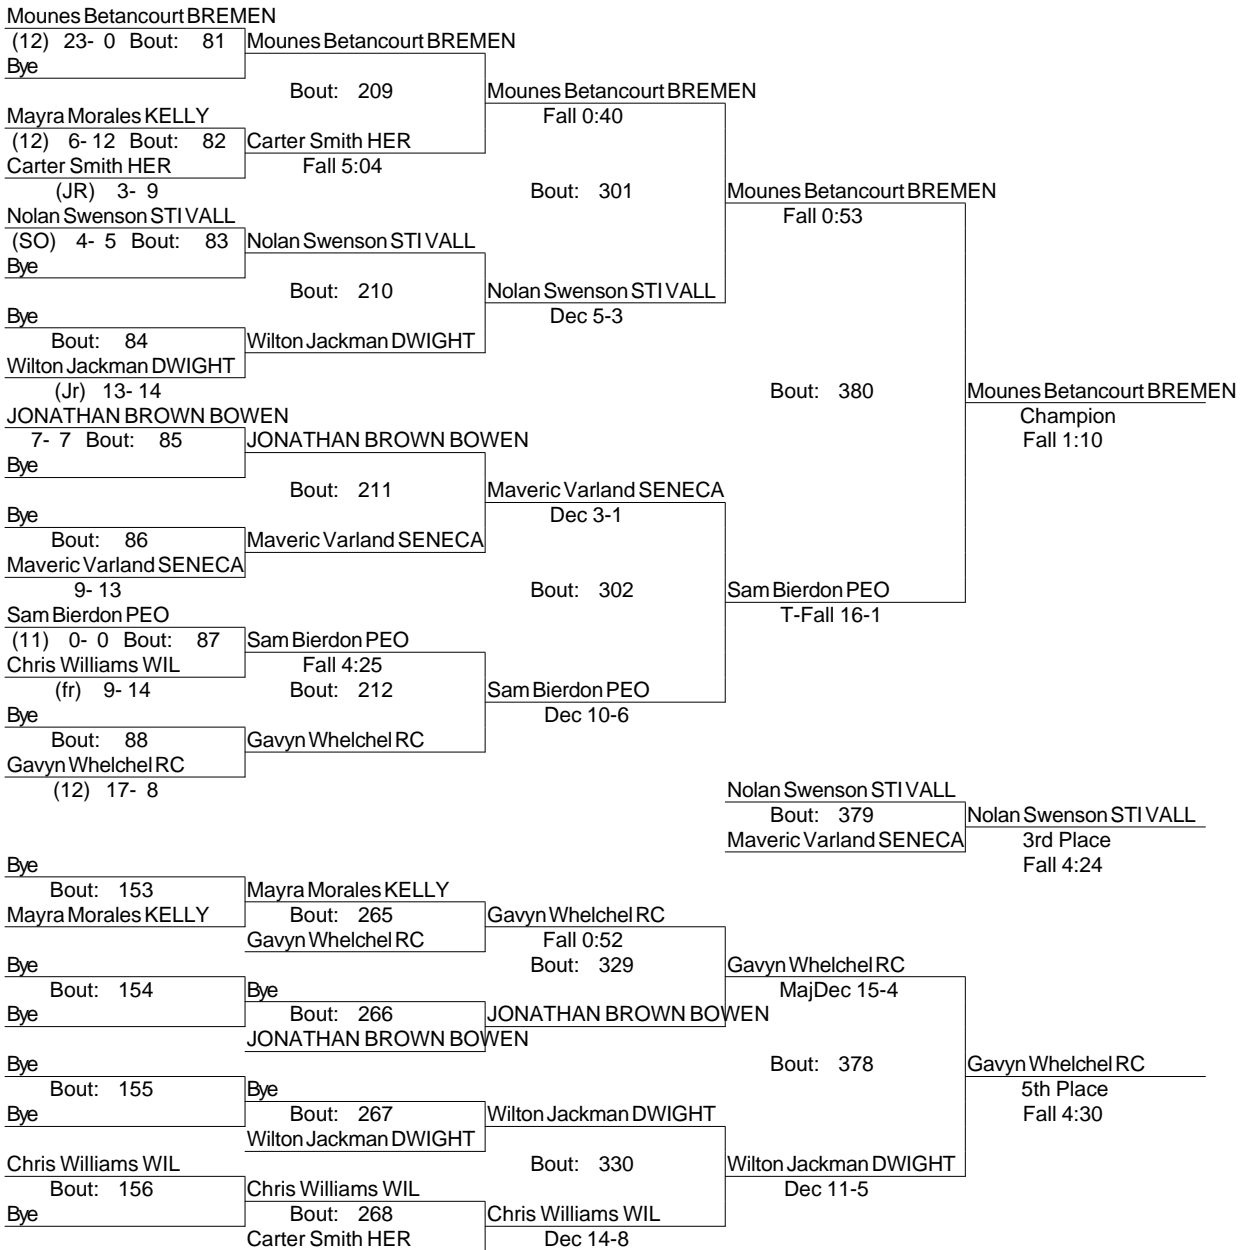 Mounes Betancourt BREMEN
(12) 23- 0 Bout: 81 Mounes Betancourt BREMEN
Bye
Bout: 209 Mounes Betancourt BREMEN
Mayra Morales KELLY Fall 0:40
(12) 6- 12 Bout: 82 Carter Smith HER
Carter Smith HER Fall 5:04
(JR) 3- 9 Bout: 301 Mounes Betancourt BREMEN
Nolan Swenson STI VALL Fall 0:53
(SO) 4- 5 Bout: 83 Nolan Swenson STI VALL
Bye
Bout: 210 Nolan Swenson STI VALL
Bye Dec 5-3
Bout: 84 Wilton Jackman DWIGHT
Wilton Jackman DWIGHT
(Jr) 13- 14 Bout: 380 Mounes Betancourt BREMEN
JONATHAN BROWN BOWEN Champion
7- 7 Bout: 85 JONATHAN BROWN BOWEN Fall 1:10
Bye
Bout: 211 Maveric Varland SENECA
Bye Dec 3-1
Bout: 86 Maveric Varland SENECA
Maveric Varland SENECA
9- 13 Bout: 302 Sam Bierdon PEO
Sam Bierdon PEO T-Fall 16-1
(11) 0- 0 Bout: 87 Sam Bierdon PEO
Chris Williams WIL Fall 4:25
(fr) 9- 14 Bout: 212 Sam Bierdon PEO
Bye Dec 10-6
Bout: 88 Gavyn Whelchel RC
Gavyn Whelchel RC
(12) 17- 8 Nolan Swenson STI VALL
Bout: 379 Nolan Swenson STI VALL
Maveric Varland SENECA 3rd Place
Bye Fall 4:24
Bout: 153 Mayra Morales KELLY
Mayra Morales KELLY Bout: 265 Gavyn Whelchel RC
Gavyn Whelchel RC Fall 0:52
Bye Bout: 329 Gavyn Whelchel RC
Bout: 154 Bye MajDec 15-4
Bye Bout: 266 JONATHAN BROWN BOWEN
JONATHAN BROWN BOWEN
Bye Bout: 378 Gavyn Whelchel RC
Bout: 155 Bye 5th Place
Bye Bout: 267 Wilton Jackman DWIGHT Fall 4:30
Wilton Jackman DWIGHT
Chris Williams WIL Bout: 330 Wilton Jackman DWIGHT
Bout: 156 Chris Williams WIL Dec 11-5
Bye Bout: 268 Chris Williams WIL
Carter Smith HER Dec 14-8